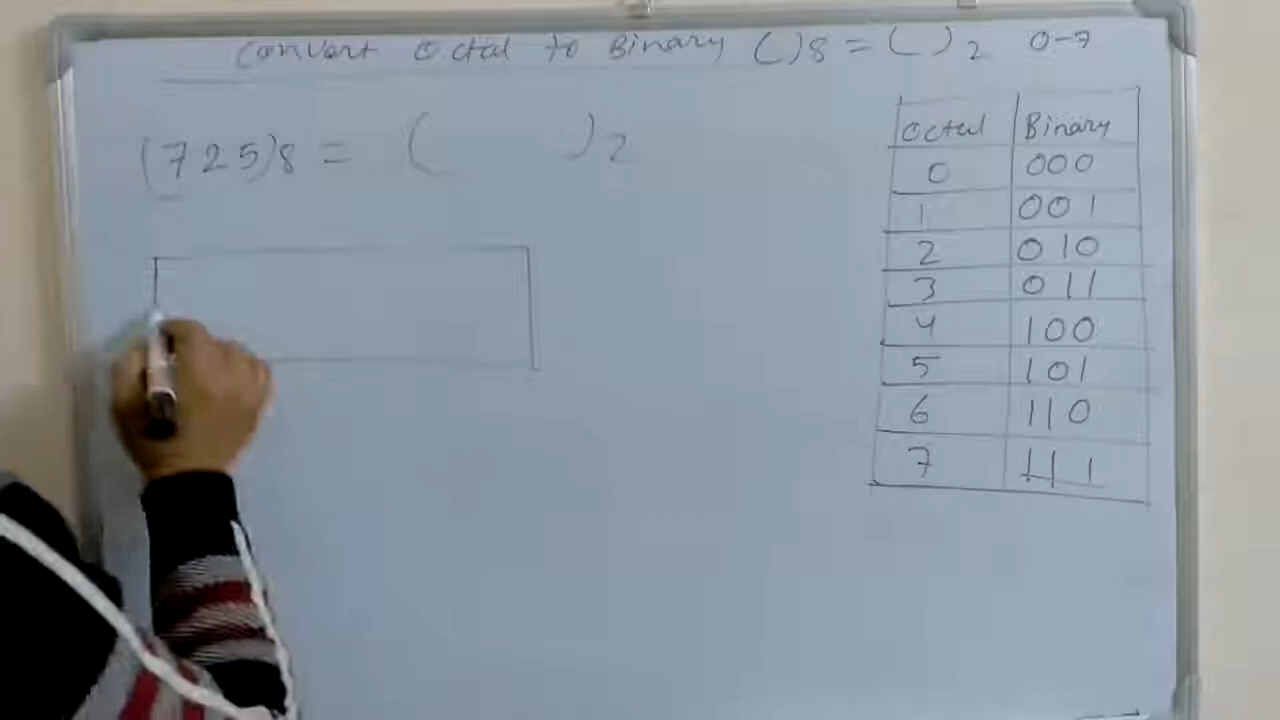 Convert Octal to Binary ( )8 = ( )2 0-7
(725)8 = ( )2
Octal Binary
0 000
1 001
2 010
3 011
4 100
5 101
6 110
7 111